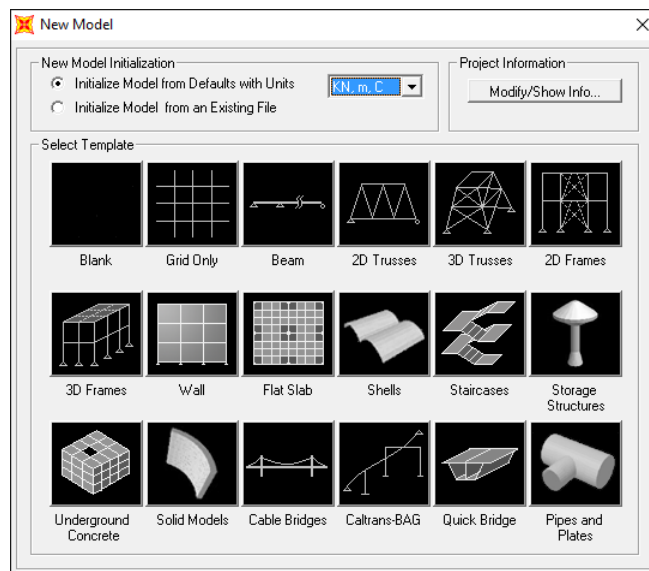 New Model
New Model Initialization
Initialize Model from Defaults with Units
KN, m, C
Initialize Model from an Existing File
Project Information
Modify/Show Info...
Select Template
Blank
Grid Only
Beam
2D Trusses
3D Trusses
2D Frames
3D Frames
Wall
Flat Slab
Shells
Staircases
Storage
Structures
Underground
Concrete
Solid Models
Cable Bridges
Caltrans-BAG
Quick Bridge
Pipes and
Plates